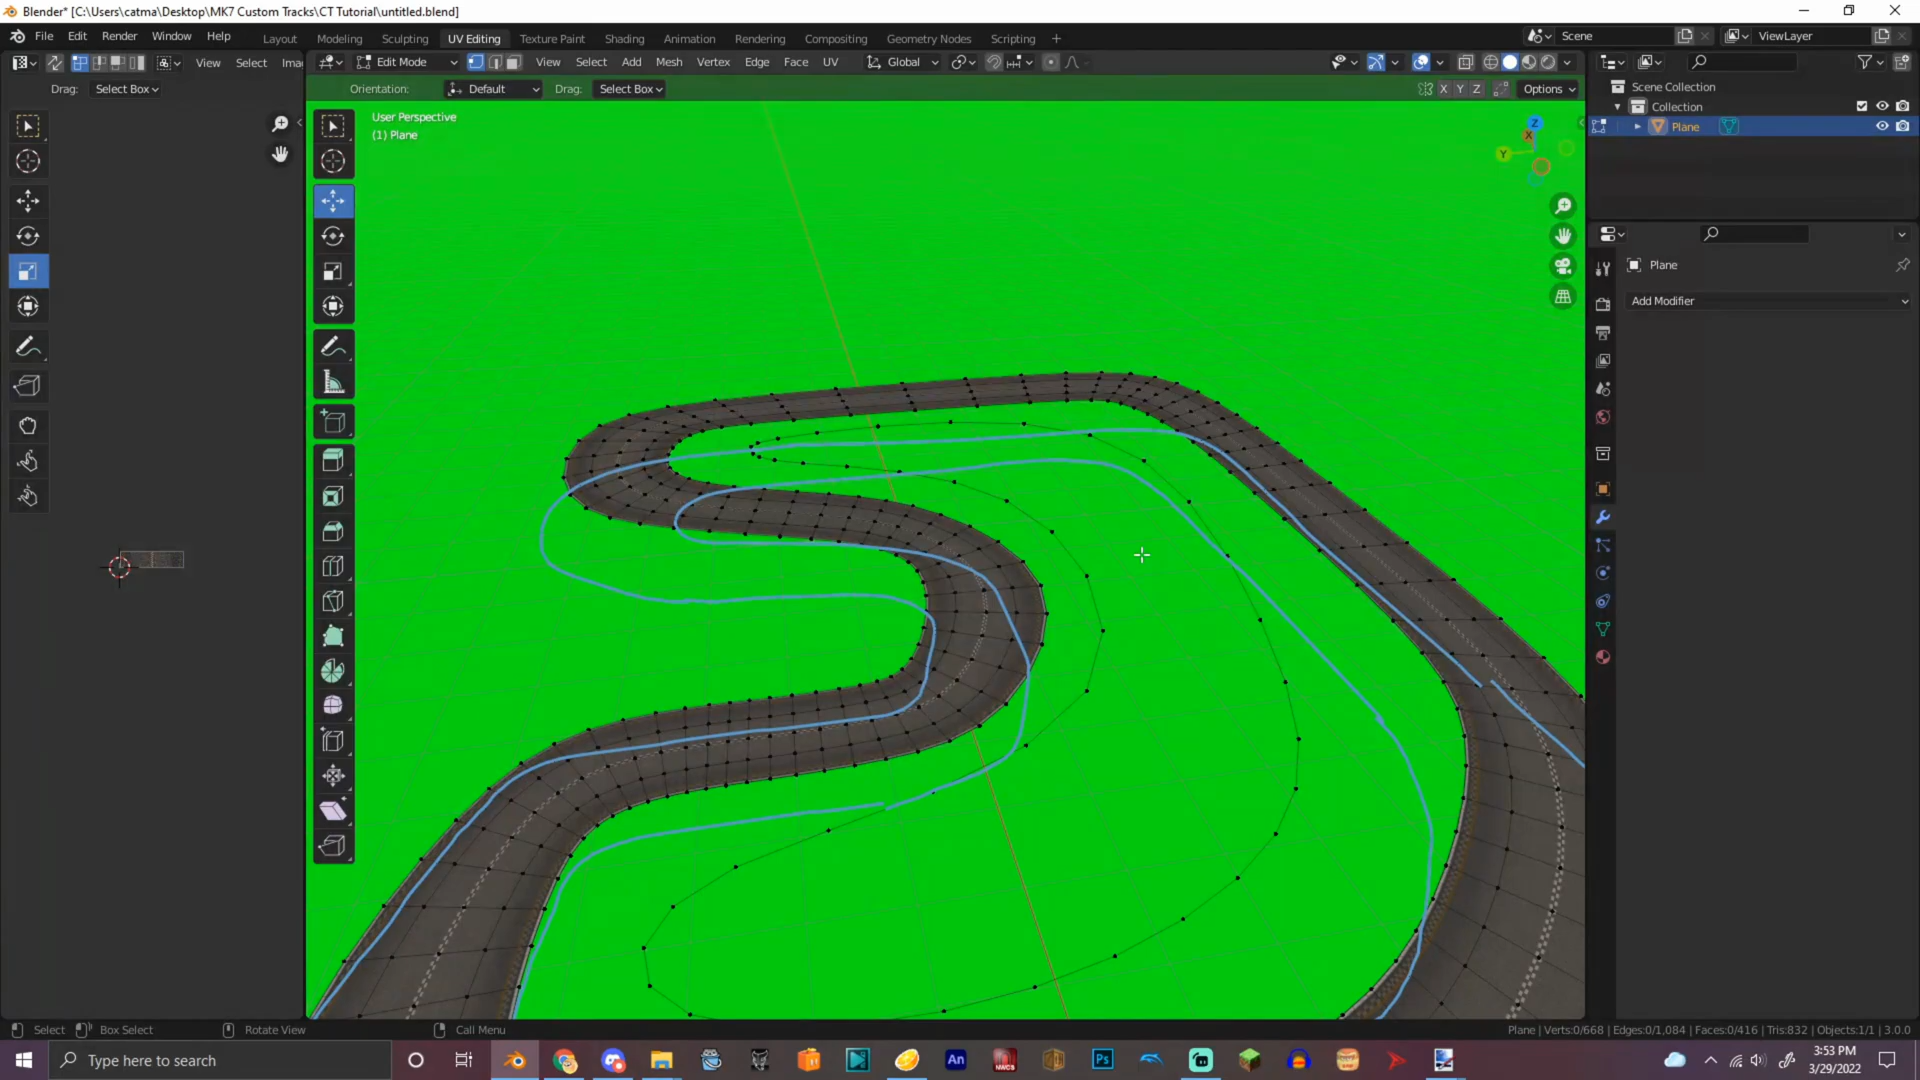 Blender* [C:\Users\catma\Desktop\MK7 Custom Tracks\CT Tutorial\untitled.blend]
File Edit Render Window Help
Layout Modeling Sculpting UV Editing Texture Paint Shading Animation Rendering Compositing Geometry Nodes Scripting +
Scene
ViewLayer
View Select Ima
Edit Mode View Select Add Mesh Vertex Edge Face UV Global
Drag: Select Box
Orientation: Default Drag: Select Box
X Y Z Options
Scene Collection
Collection
Plane
User Perspective
(1) Plane
Z
X
Y
Plane
Add Modifier
Select Box Select Rotate View Call Menu
Plane | Verts:0/668 | Edges:0/1,084 | Faces:0/416 | Tris:832 | Objects:1/1 | 3.0.0
Type here to search
An
NWCS
Ps
3:53 PM
3/29/2022